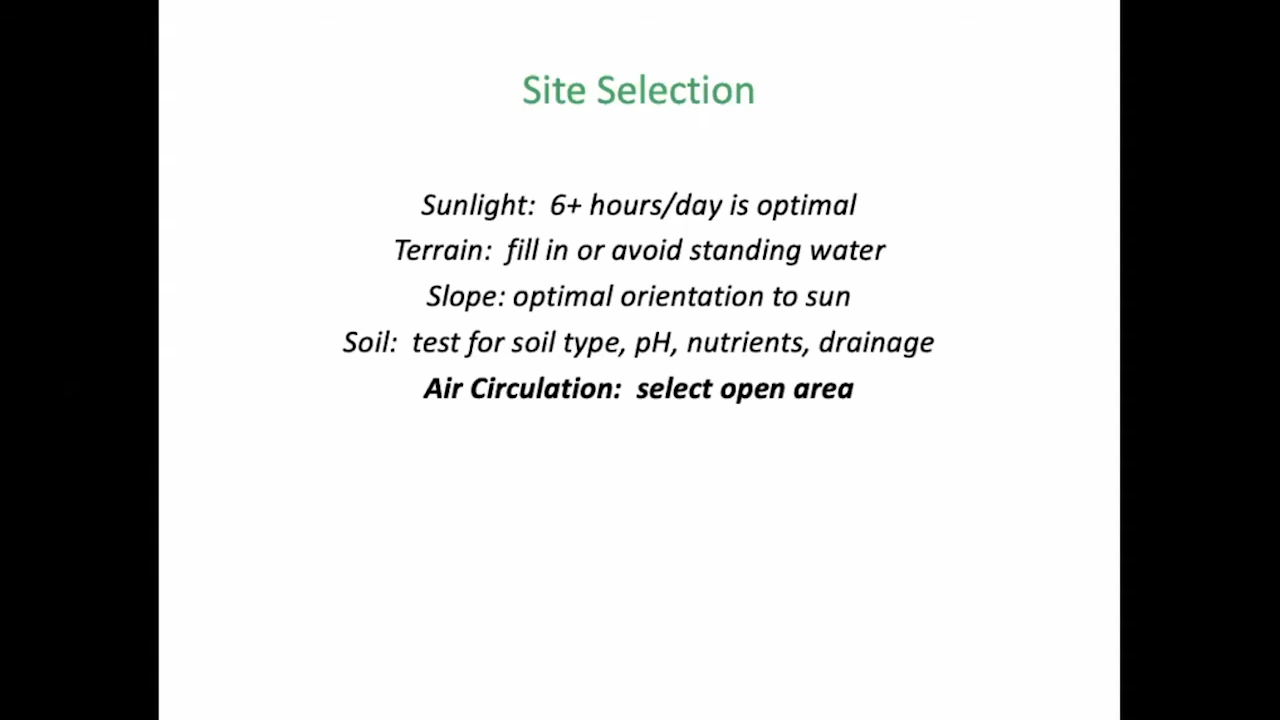 Site Selection
Sunlight:  6+ hours/day is optimal
Terrain:  fill in or avoid standing water
Slope: optimal orientation to sun
Soil:  test for soil type, pH, nutrients, drainage
Air Circulation:  select open area